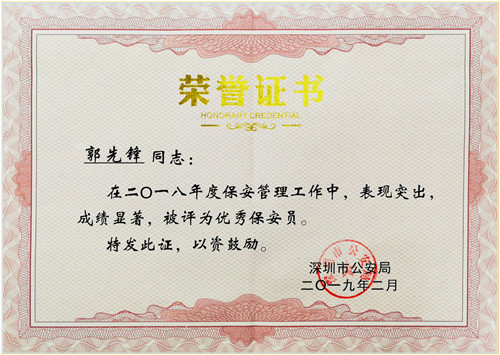 荣誉证书
HONORARY CREDENTIAL
郭先锋 同志：
在二〇一八年度保安管理工作中，表现突出，
成绩显著，被评为优秀保安员。
特发此证，以资鼓励。
深圳市公安局
二〇一九年二月